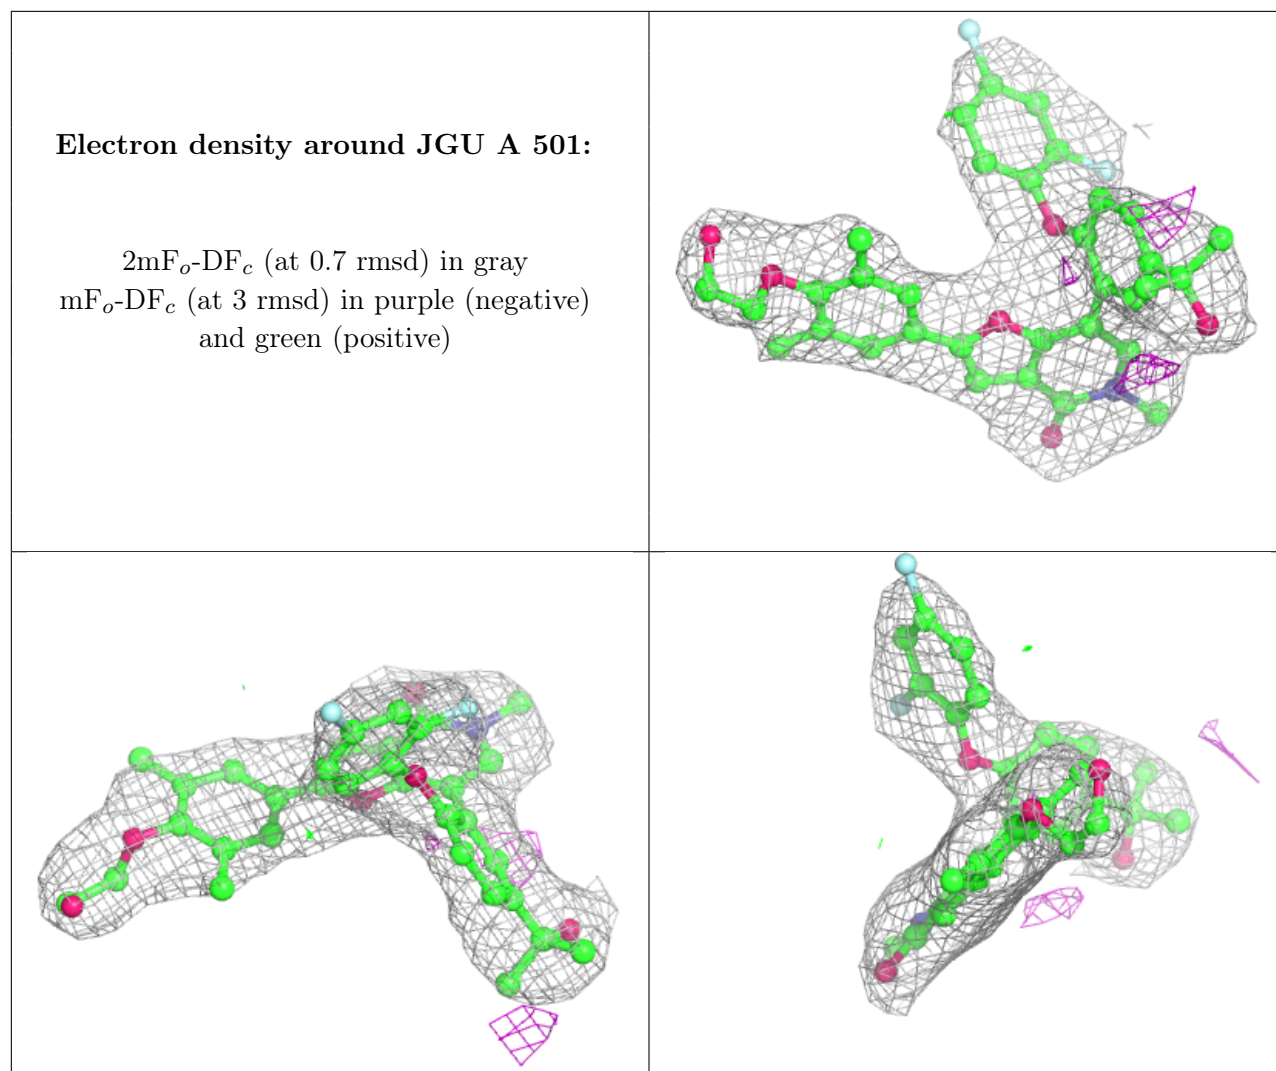 Electron density around JGU A 501:
2mFo-DFc (at 0.7 rmsd) in gray
mFo-DFc (at 3 rmsd) in purple (negative)
and green (positive)